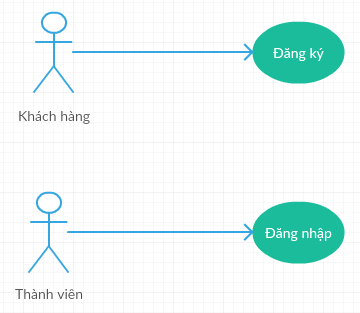 Đăng ký
Khách hàng
Đăng nhập
Thành viên